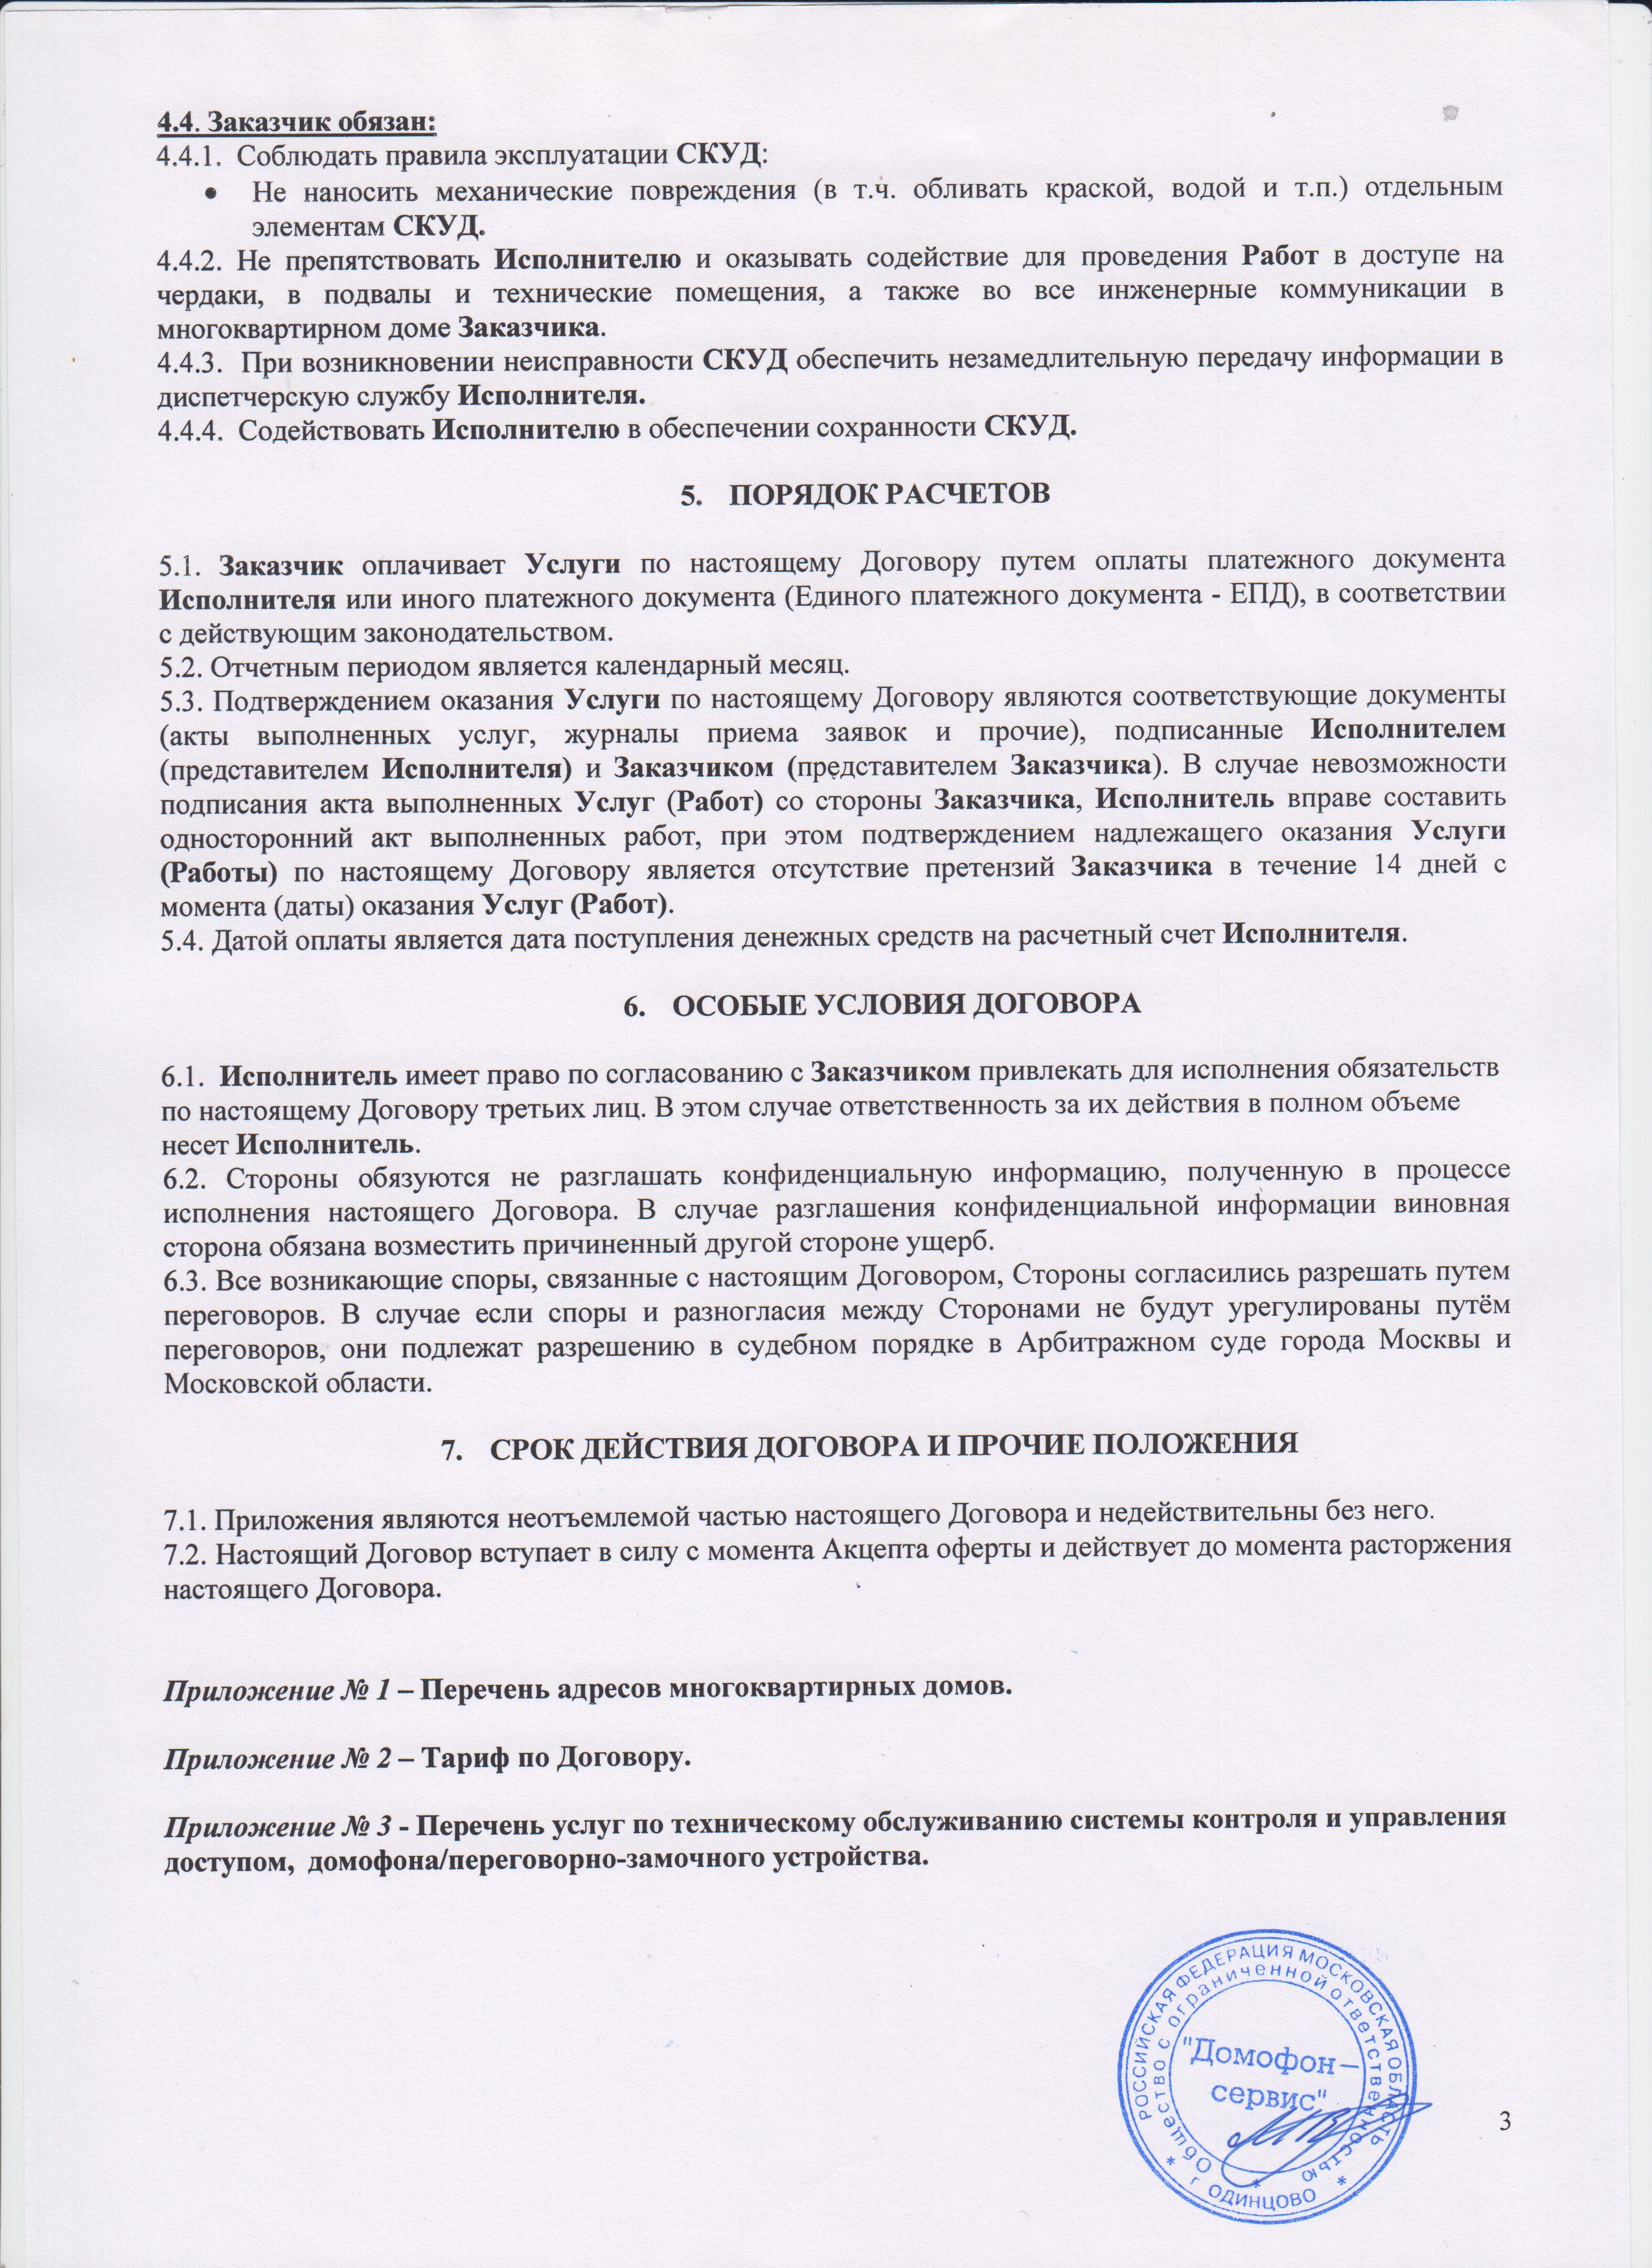 4.4. Заказчик обязан:
4.4.1. Соблюдать правила эксплуатации СКУД:
• Не наносить механические повреждения (в т.ч. обливать краской, водой и т.п.) отдельным
элементам СКУД.
4.4.2. Не препятствовать Исполнителю и оказывать содействие для проведения Работ в доступе на
чердаки, в подвалы и технические помещения, а также во все инженерные коммуникации в
многоквартирном доме Заказчика.
4.4.3. При возникновении неисправности СКУД обеспечить незамедлительную передачу информации в
диспетчерскую службу Исполнителя.
4.4.4. Содействовать Исполнителю в обеспечении сохранности СКУД.
5. ПОРЯДОК РАСЧЕТОВ
5.1. Заказчик оплачивает Услуги по настоящему Договору путем оплаты платежного документа
Исполнителя или иного платежного документа (Единого платежного документа - ЕПД), в соответствии
с действующим законодательством.
5.2. Отчетным периодом является календарный месяц.
5.3. Подтверждением оказания Услуги по настоящему Договору являются соответствующие документы
(акты выполненных услуг, журналы приема заявок и прочие), подписанные Исполнителем
(представителем Исполнителя) и Заказчиком (представителем Заказчика). В случае невозможности
подписания акта выполненных Услуг (Работ) со стороны Заказчика, Исполнитель вправе составить
односторонний акт выполненных работ, при этом подтверждением надлежащего оказания Услуги
(Работы) по настоящему Договору является отсутствие претензий Заказчика в течение 14 дней с
момента (даты) оказания Услуг (Работ).
5.4. Датой оплаты является дата поступления денежных средств на расчетный счет Исполнителя.
6. ОСОБЫЕ УСЛОВИЯ ДОГОВОРА
6.1. Исполнитель имеет право по согласованию с Заказчиком привлекать для исполнения обязательств
по настоящему Договору третьих лиц. В этом случае ответственность за их действия в полном объеме
несет Исполнитель.
6.2. Стороны обязуются не разглашать конфиденциальную информацию, полученную в процессе
исполнения настоящего Договора. В случае разглашения конфиденциальной информации виновная
сторона обязана возместить причиненный другой стороне ущерб.
6.3. Все возникающие споры, связанные с настоящим Договором, Стороны согласились разрешать путем
переговоров. В случае если споры и разногласия между Сторонами не будут урегулированы путём
переговоров, они подлежат разрешению в судебном порядке в Арбитражном суде города Москвы и
Московской области.
7. СРОК ДЕЙСТВИЯ ДОГОВОРА И ПРОЧИЕ ПОЛОЖЕНИЯ
7.1. Приложения являются неотъемлемой частью настоящего Договора и недействительны без него.
7.2. Настоящий Договор вступает в силу с момента Акцепта оферты и действует до момента расторжения
настоящего Договора.
Приложение № 1 – Перечень адресов многоквартирных домов.
Приложение № 2 – Тариф по Договору.
Приложение № 3 - Перечень услуг по техническому обслуживанию системы контроля и управления
доступом, домофона/переговорно-замочного устройства.
РОССИЙСКАЯ ФЕДЕРАЦИЯ МОСКОВСКАЯ ОБЛАСТЬ
Общество с ограниченной ответственностью
"Домофон–
сервис"
* г ОДИНЦОВО *
3